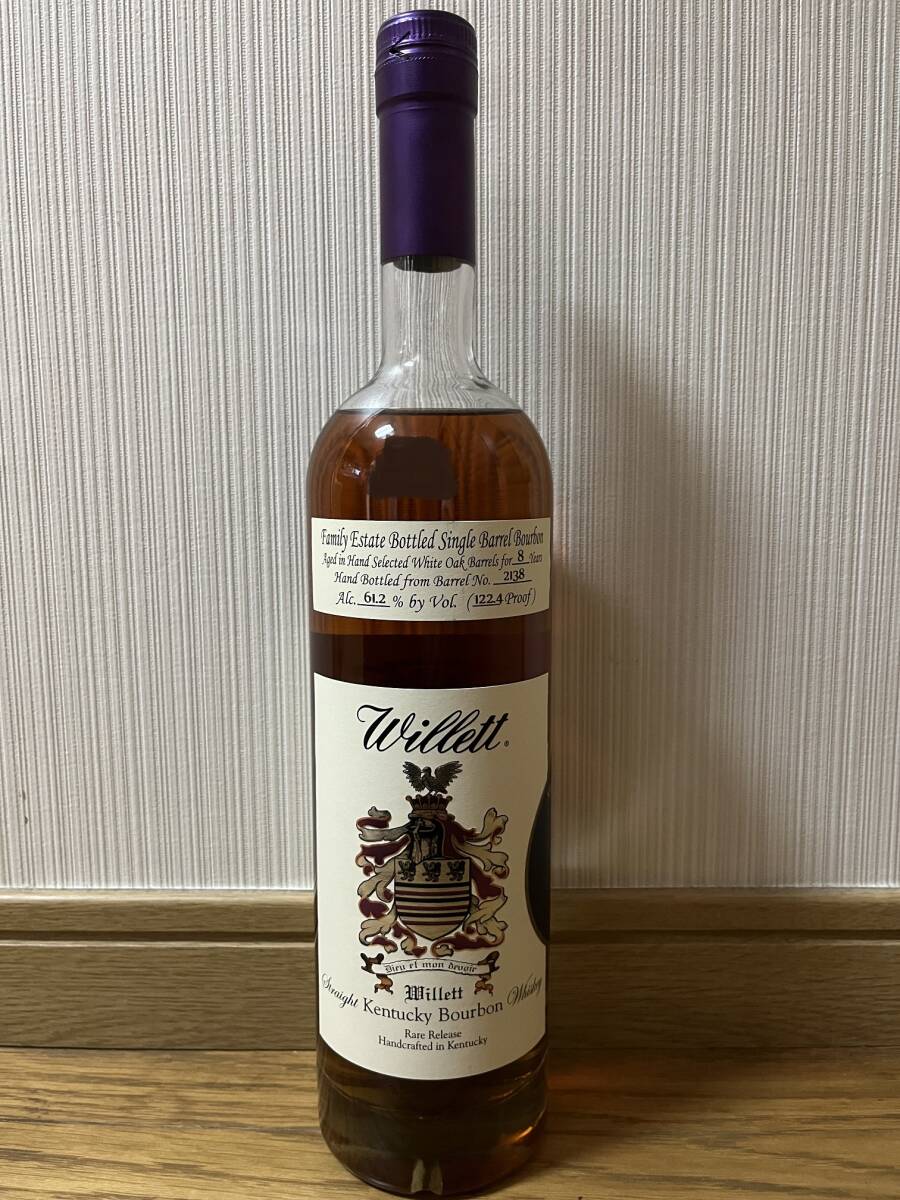 Family Estate Bottled Single Barrel Bourbon
Aged in Hand Selected White Oak Barrels for 8 Years
Hand Bottled from Barrel No. 2138
Alc. 61.2 % by Vol. (122.4 Proof)
Willett®
Dieu et mon devoir
Willett
Straight Kentucky Bourbon Whiskey
Rare Release
Handcrafted in Kentucky